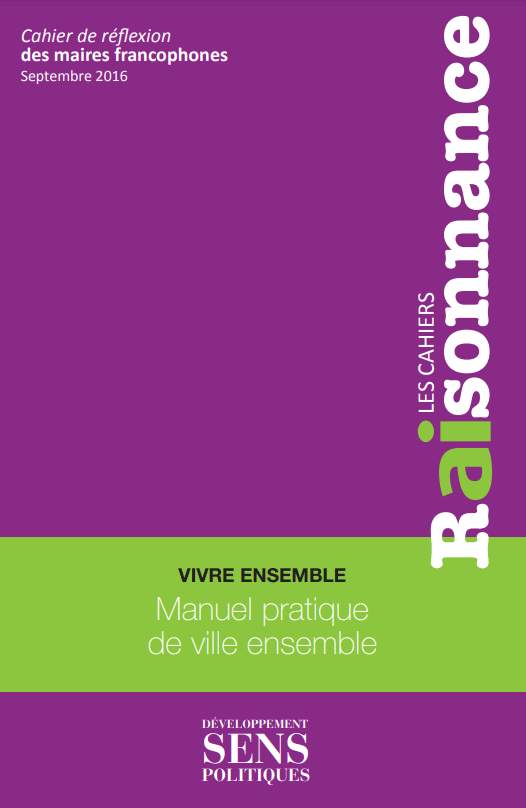 Cahier de réflexion
des maires francophones
Septembre 2016
LES CAHIERS
Raisonnance
VIVRE ENSEMBLE
Manuel pratique
de ville ensemble
DÉVELOPPEMENT
SENS
POLITIQUES